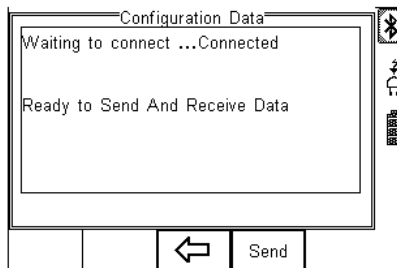 Configuration Data
Waiting to connect ...Connected
Ready to Send And Receive Data
Send